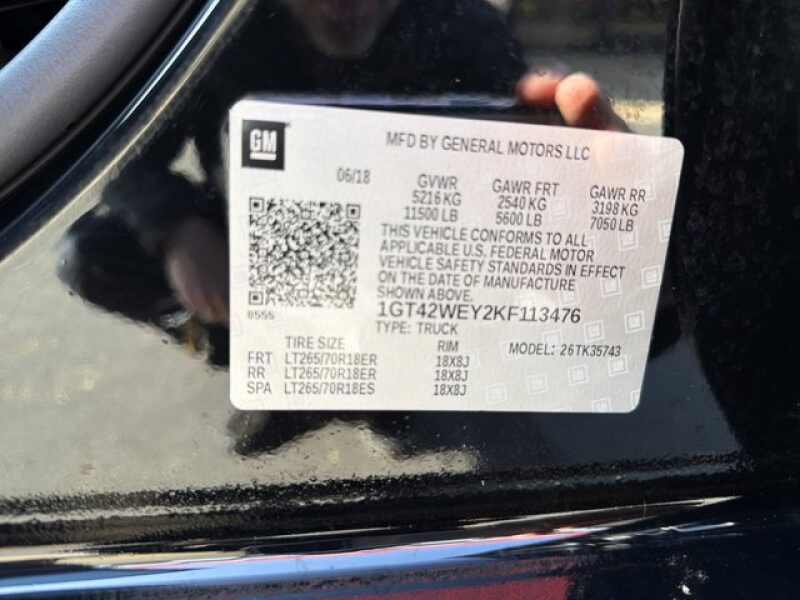 GM
MFD BY GENERAL MOTORS LLC
06/18 GVWR GAWR FRT GAWR RR
5216 KG 2540 KG 3198 KG
11500 LB 5600 LB 7050 LB
THIS VEHICLE CONFORMS TO ALL
APPLICABLE U.S. FEDERAL MOTOR
VEHICLE SAFETY STANDARDS IN EFFECT
ON THE DATE OF MANUFACTURE
SHOWN ABOVE.
8555 1GT42WEY2KF113476
TYPE: TRUCK
TIRE SIZE RIM MODEL: 26TK35743
FRT LT265/70R18ER 18X8J
RR LT265/70R18ER 18X8J
SPA LT265/70R18ES 18X8J